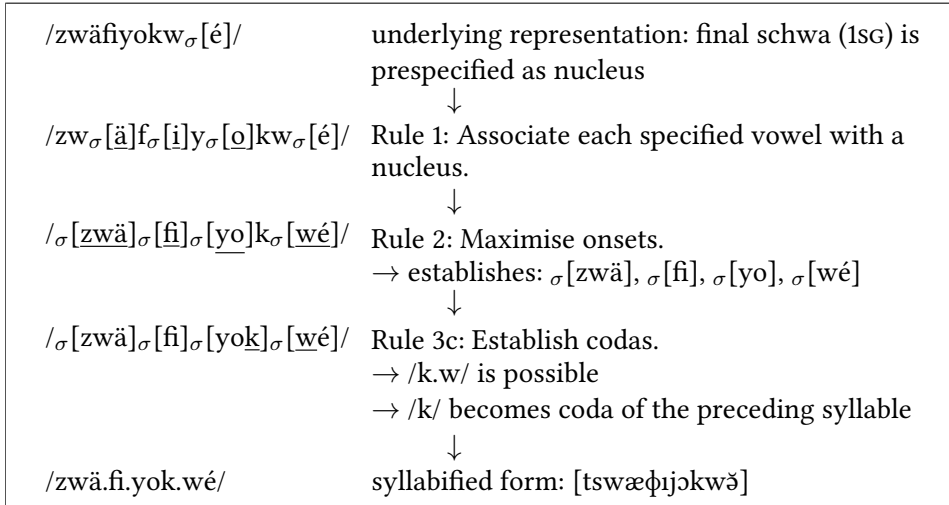 /zwäfiyokwσ[é]/ underlying representation: final schwa (1SG) is
prespecified as nucleus
↓
/zwσ[ä]fσ[i]yσ[o]kwσ[é]/ Rule 1: Associate each specified vowel with a
nucleus.
↓
/σ[zwä]σ[fi]σ[yo]kσ[wé]/ Rule 2: Maximise onsets.
→ establishes: σ[zwä], σ[fi], σ[yo], σ[wé]
↓
/σ[zwä]σ[fi]σ[yok]σ[wé]/ Rule 3c: Establish codas.
→ /k.w/ is possible
→ /k/ becomes coda of the preceding syllable
↓
/zwä.fi.yok.wé/ syllabified form: [tswæɸɪjɔkwə̆]